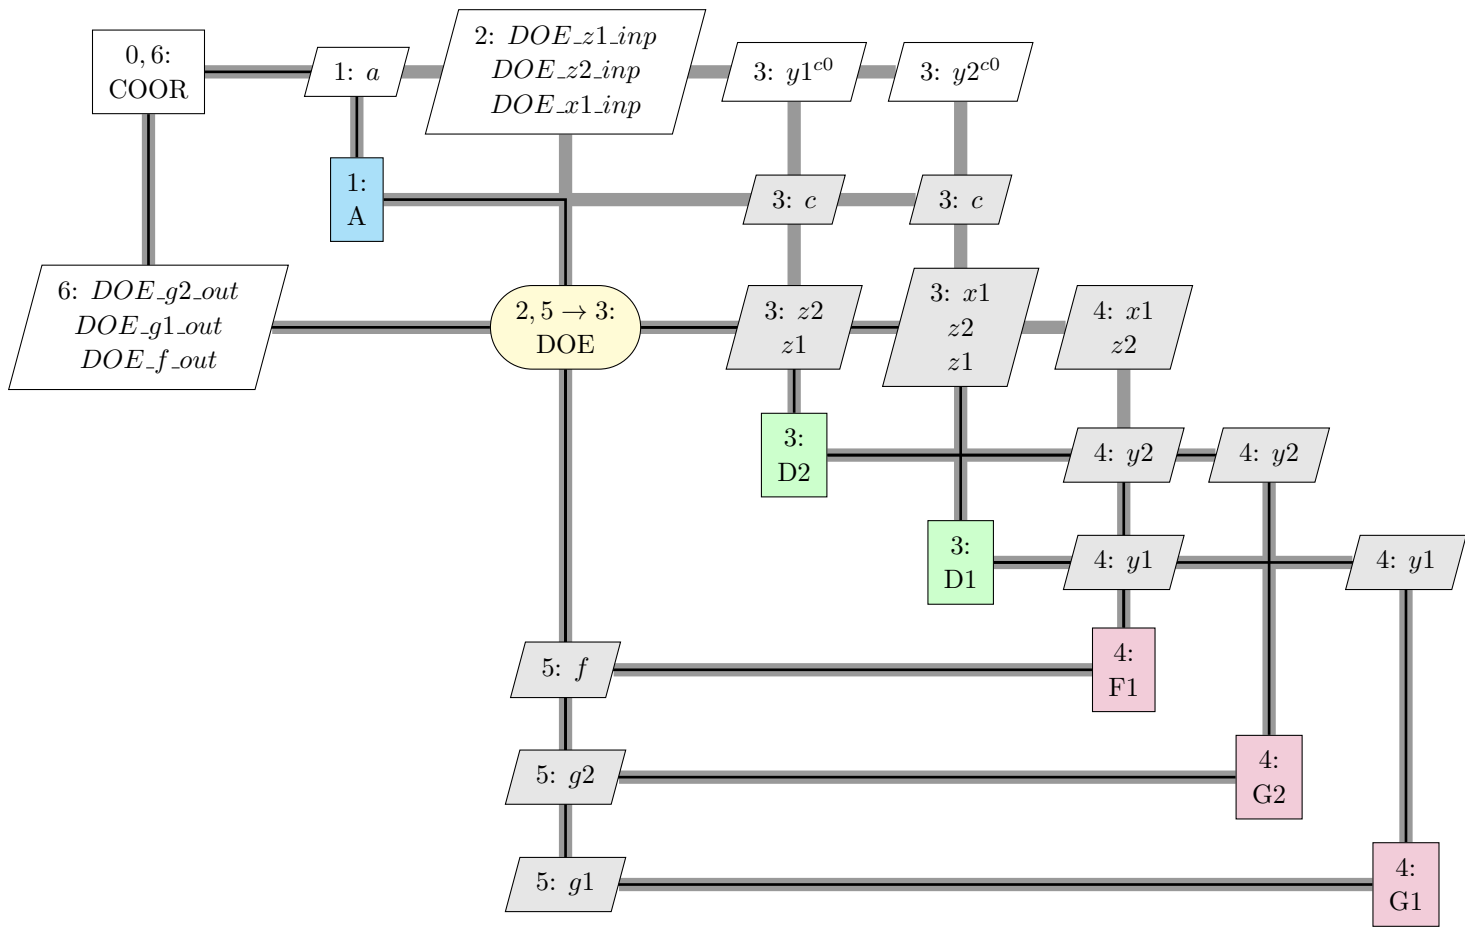 0, 6:
COOR
1: a
2: DOE_z1_inp
DOE_z2_inp
DOE_x1_inp
3: y1^{c0}
3: y2^{c0}
1:
A
3: c
3: c
6: DOE_g2_out
DOE_g1_out
DOE_f_out
2, 5 → 3:
DOE
3: z2
z1
3: x1
z2
z1
4: x1
z2
3:
D2
4: y2
4: y2
3:
D1
4: y1
4: y1
5: f
4:
F1
5: g2
4:
G2
5: g1
4:
G1